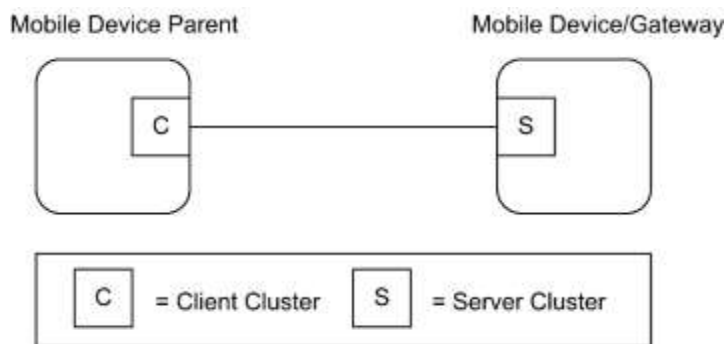 Mobile Device Parent
Mobile Device/Gateway
C
S
C = Client Cluster
S = Server Cluster